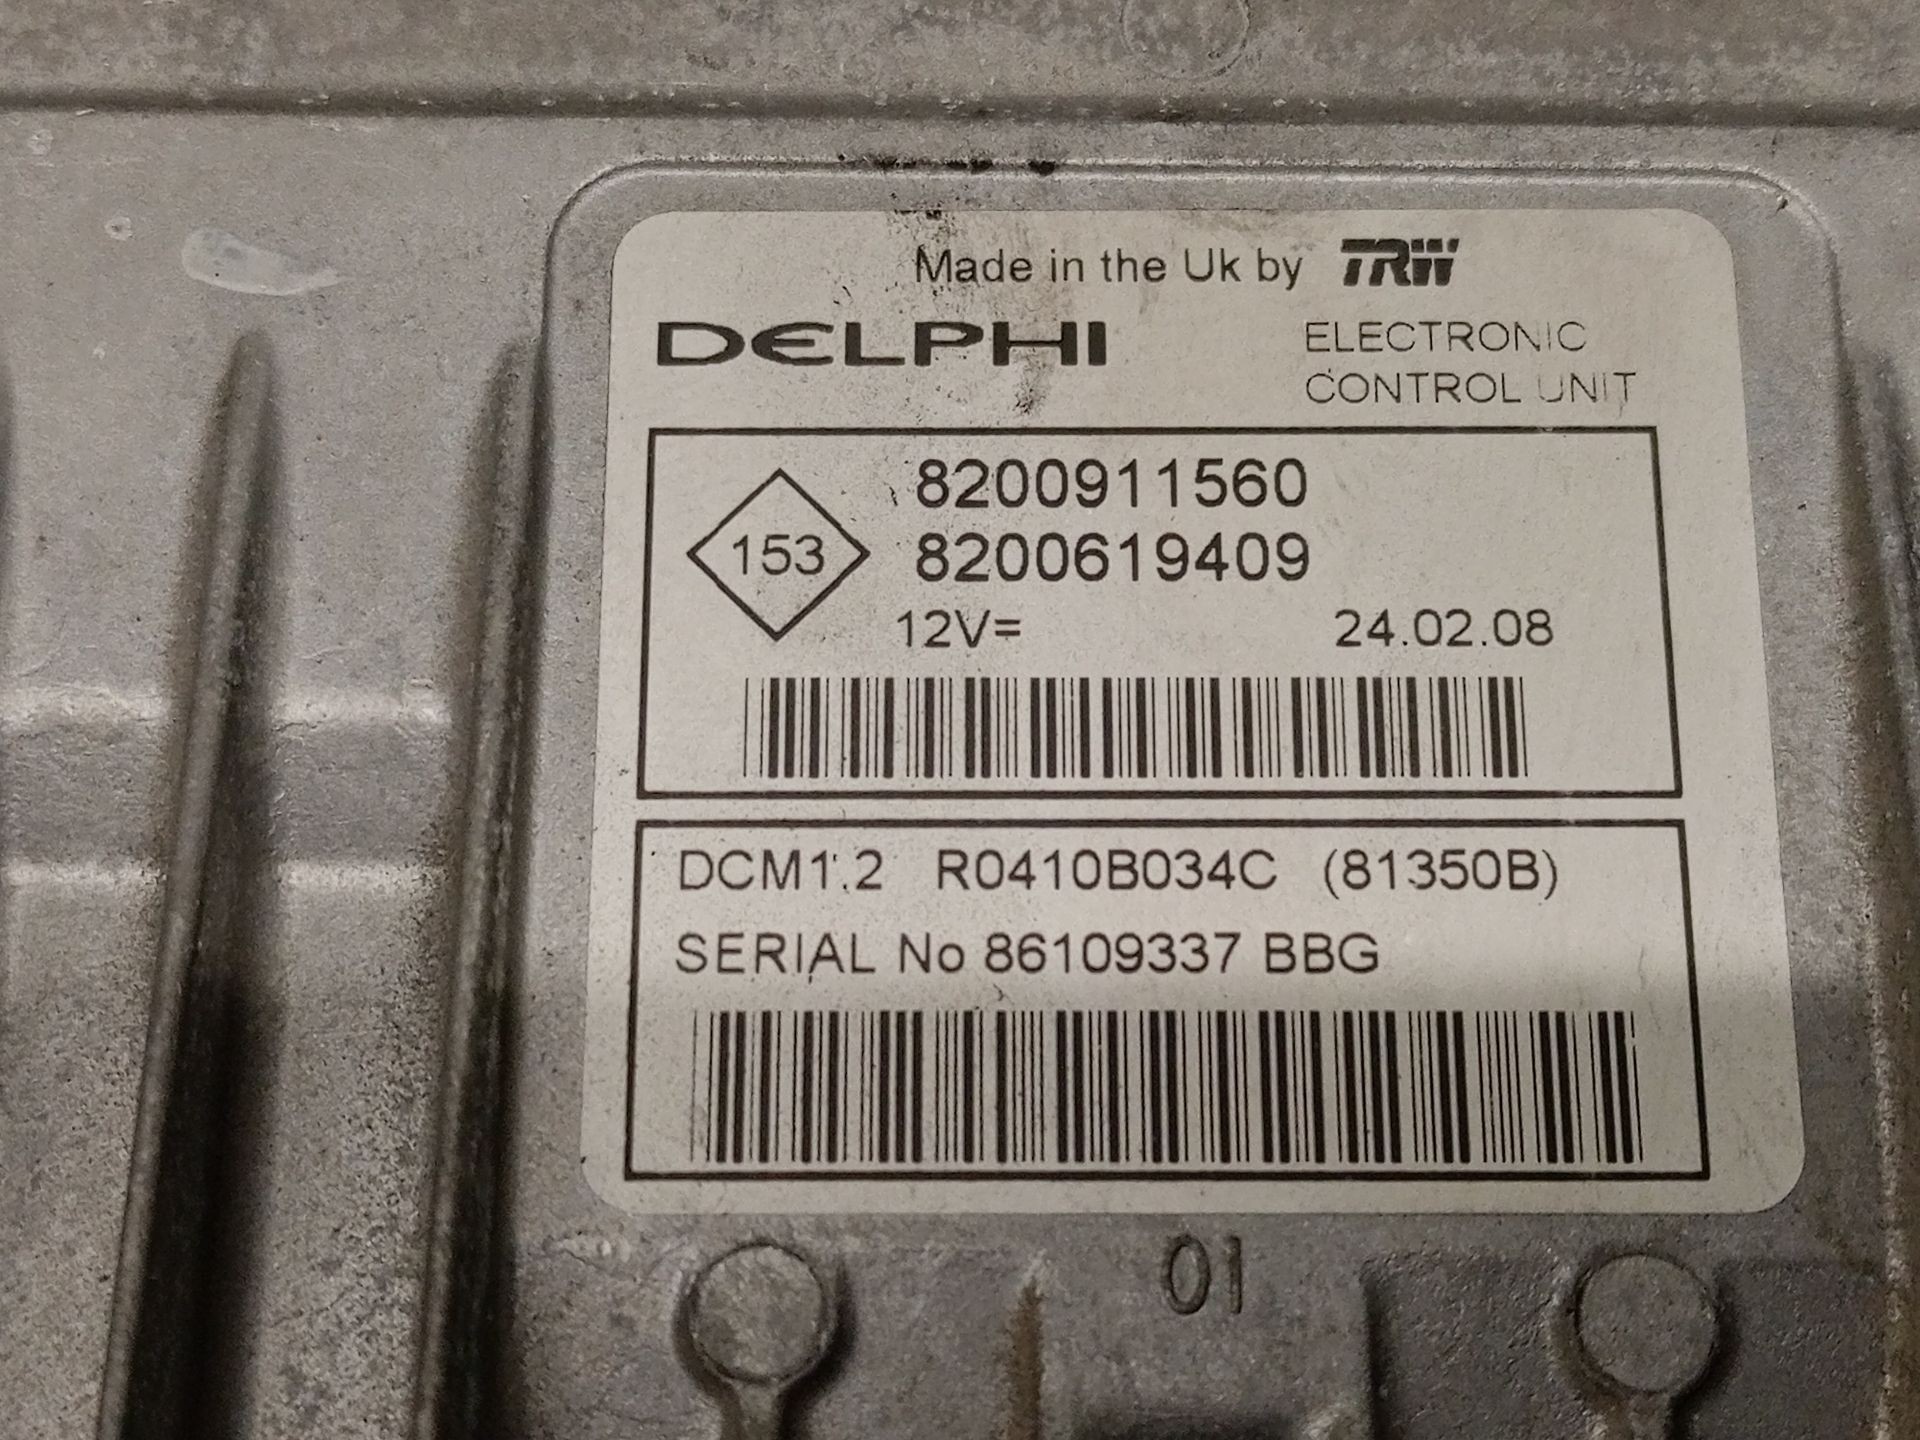 Made in the Uk by TRW
DELPHI
ELECTRONIC
CONTROL UNIT
8200911560
153
8200619409
12V= 24.02.08
DCM1.2 R0410B034C (81350B)
SERIAL No 86109337 BBG
01